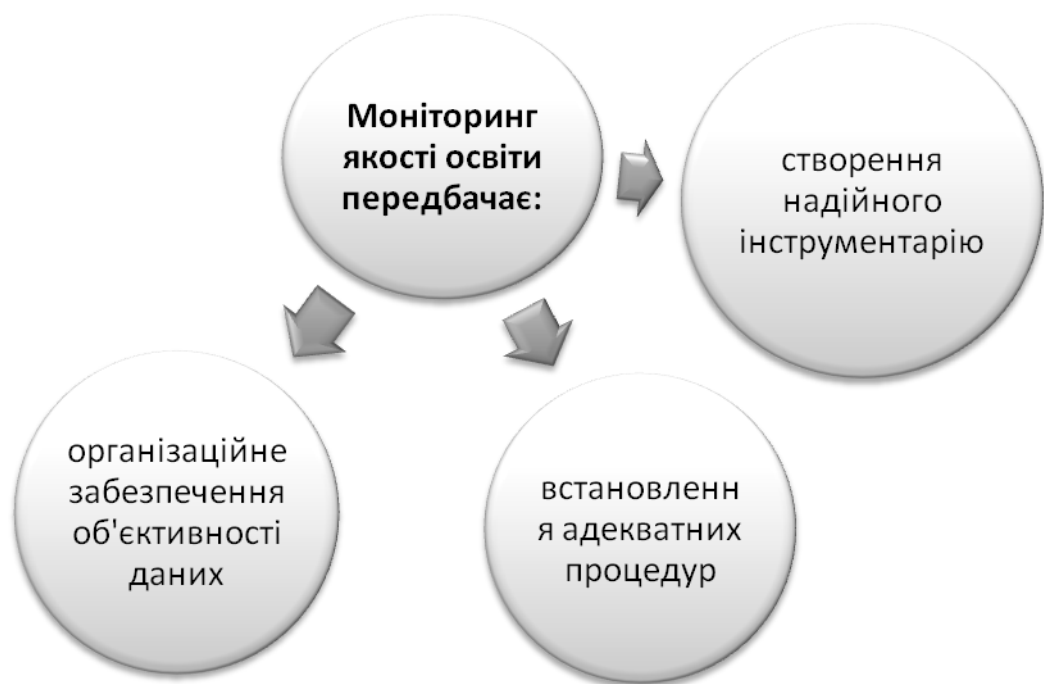 Моніторинг
якості освіти
передбачає:
створення
надійного
інструментарію
організаційне
забезпечення
об'єктивності
даних
встановленн
я адекватних
процедур